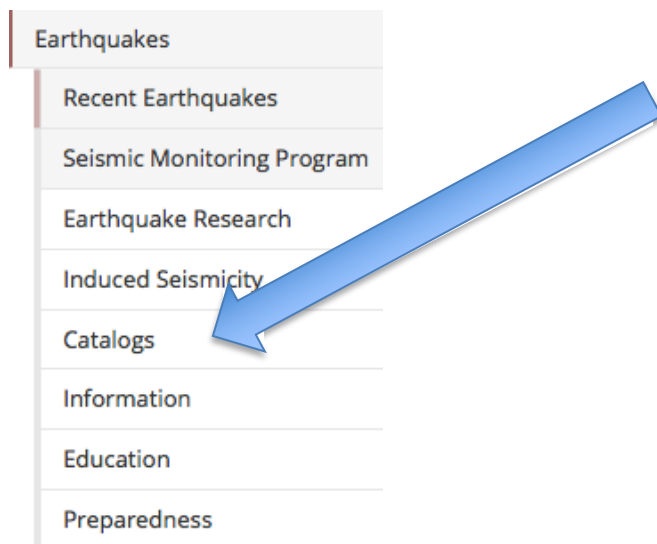 Earthquakes
Recent Earthquakes
Seismic Monitoring Program
Earthquake Research
Induced Seismicity
Catalogs
Information
Education
Preparedness